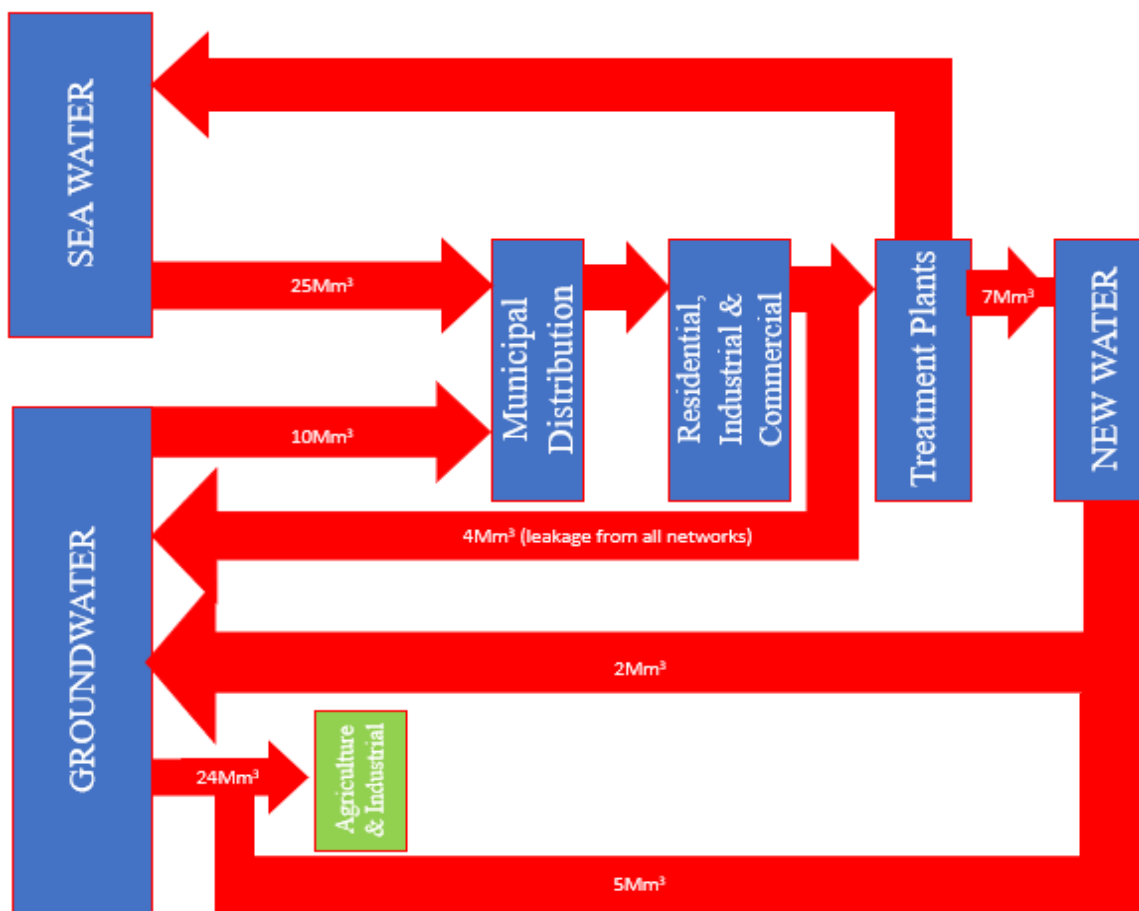 SEA WATER
25Mm³
Municipal
Distribution
Residential,
Industrial &
Commercial
Treatment Plants
7Mm³
NEW WATER
GROUNDWATER
10Mm³
4Mm³ (leakage from all networks)
2Mm³
24Mm³
Agriculture
& Industrial
5Mm³